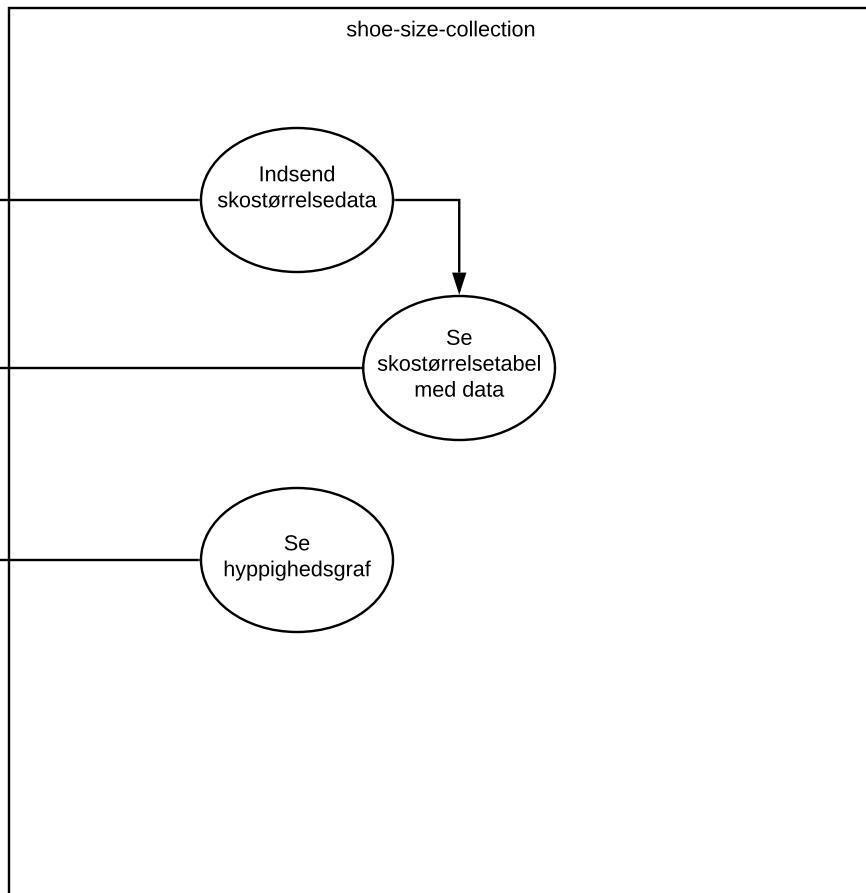 shoe-size-collection
Indsend
skostørrelsedata
Se
skostørrelsetabel
med data
Se
hyppighedsgraf